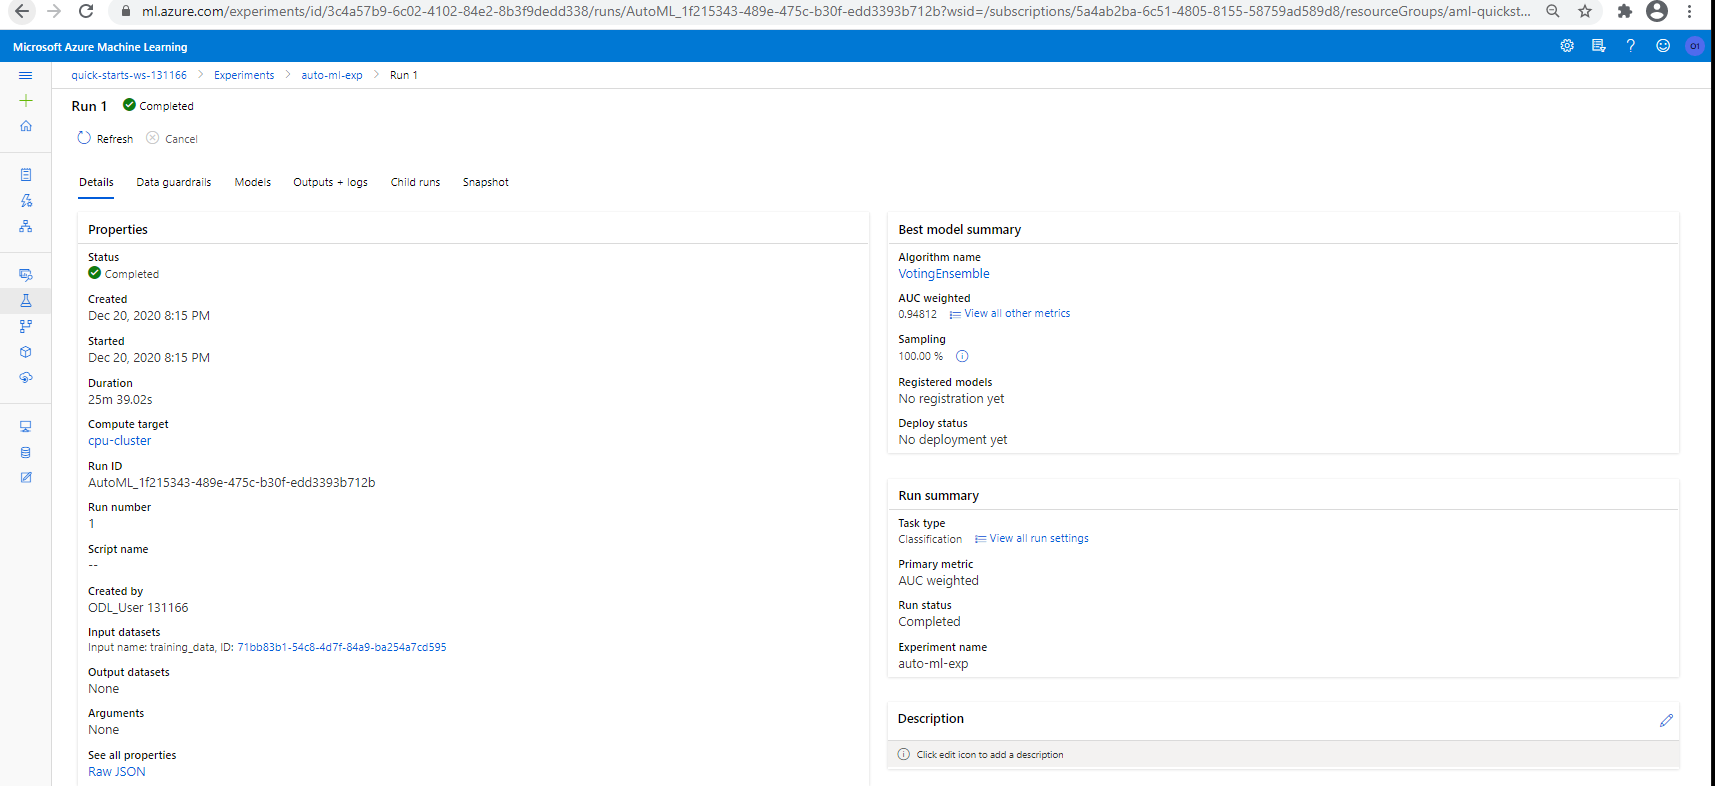 ml.azure.com/experiments/id/3c4a57b9-6c02-4102-84e2-8b3f9dedd338/runs/AutoML_1f215343-489e-475c-b30f-edd3393b712b?wsid=/subscriptions/5a4ab2ba-6c51-4805-8155-58759ad589d8/resourceGroups/aml-quickst...
Microsoft Azure Machine Learning
O1
quick-starts-ws-131166 > Experiments > auto-ml-exp > Run 1
Run 1 Completed
Refresh Cancel
Details Data guardrails Models Outputs + logs Child runs Snapshot
Properties
Status
Completed
Created
Dec 20, 2020 8:15 PM
Started
Dec 20, 2020 8:15 PM
Duration
25m 39.02s
Compute target
cpu-cluster
Run ID
AutoML_1f215343-489e-475c-b30f-edd3393b712b
Run number
1
Script name
--
Created by
ODL_User 131166
Input datasets
Input name: training_data, ID: 71bb83b1-54c8-4d7f-84a9-ba254a7cd595
Output datasets
None
Arguments
None
See all properties
Raw JSON
Best model summary
Algorithm name
VotingEnsemble
AUC weighted
0.94812 View all other metrics
Sampling
100.00 %
Registered models
No registration yet
Deploy status
No deployment yet
Run summary
Task type
Classification View all run settings
Primary metric
AUC weighted
Run status
Completed
Experiment name
auto-ml-exp
Description
Click edit icon to add a description